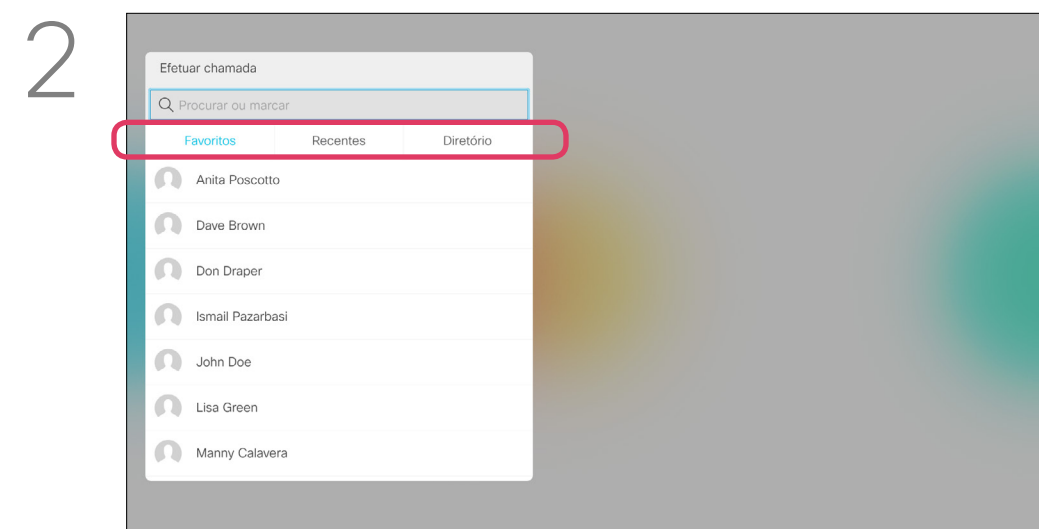 2
Efetuar chamada
Procurar ou marcar
Favoritos Recentes Diretório
Anita Poscotto
Dave Brown
Don Draper
Ismail Pazarbasi
John Doe
Lisa Green
Manny Calavera